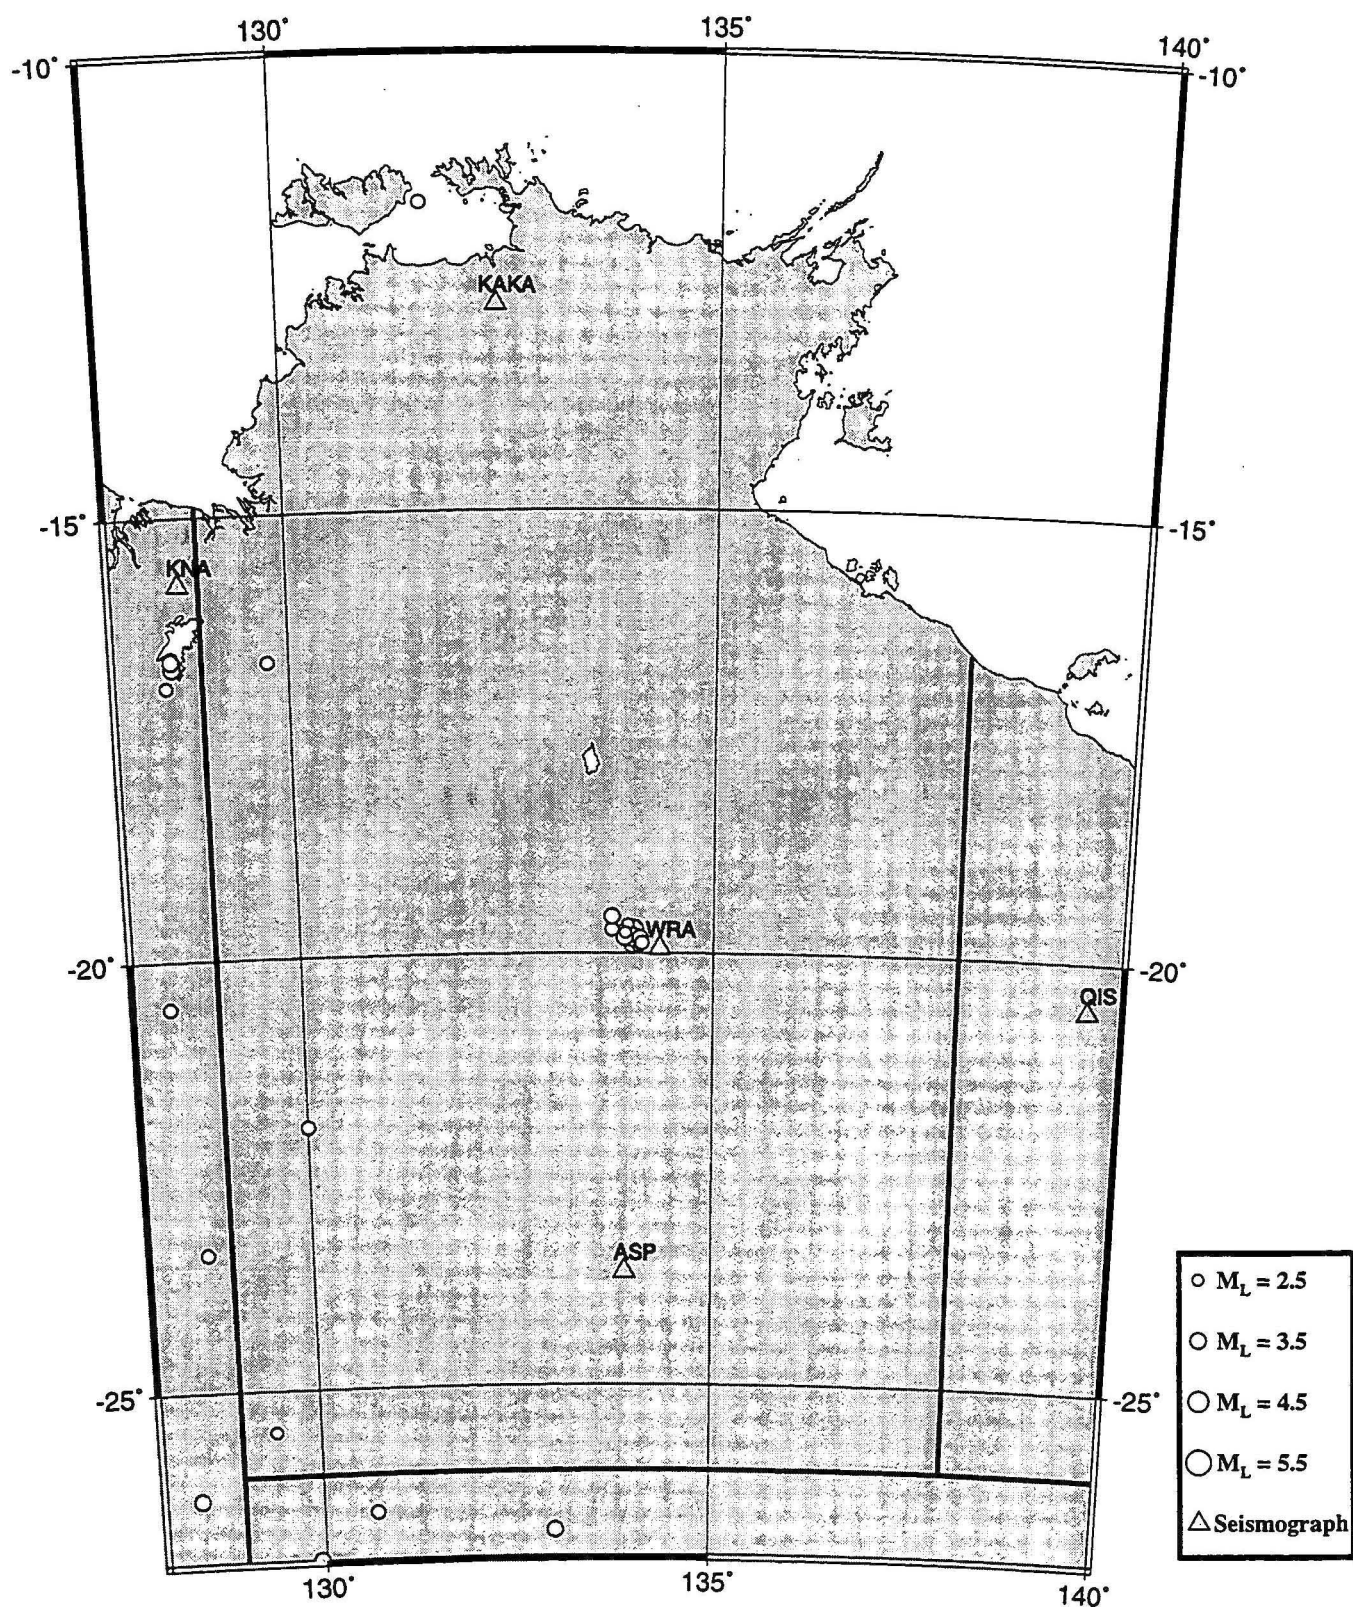 130°
135°
140°
-10°
-10°
KAKA
-15°
-15°
KNA
WRA
-20°
-20°
QIS
ASP
M_L = 2.5
M_L = 3.5
M_L = 4.5
M_L = 5.5
Seismograph
-25°
-25°
130°
135°
140°